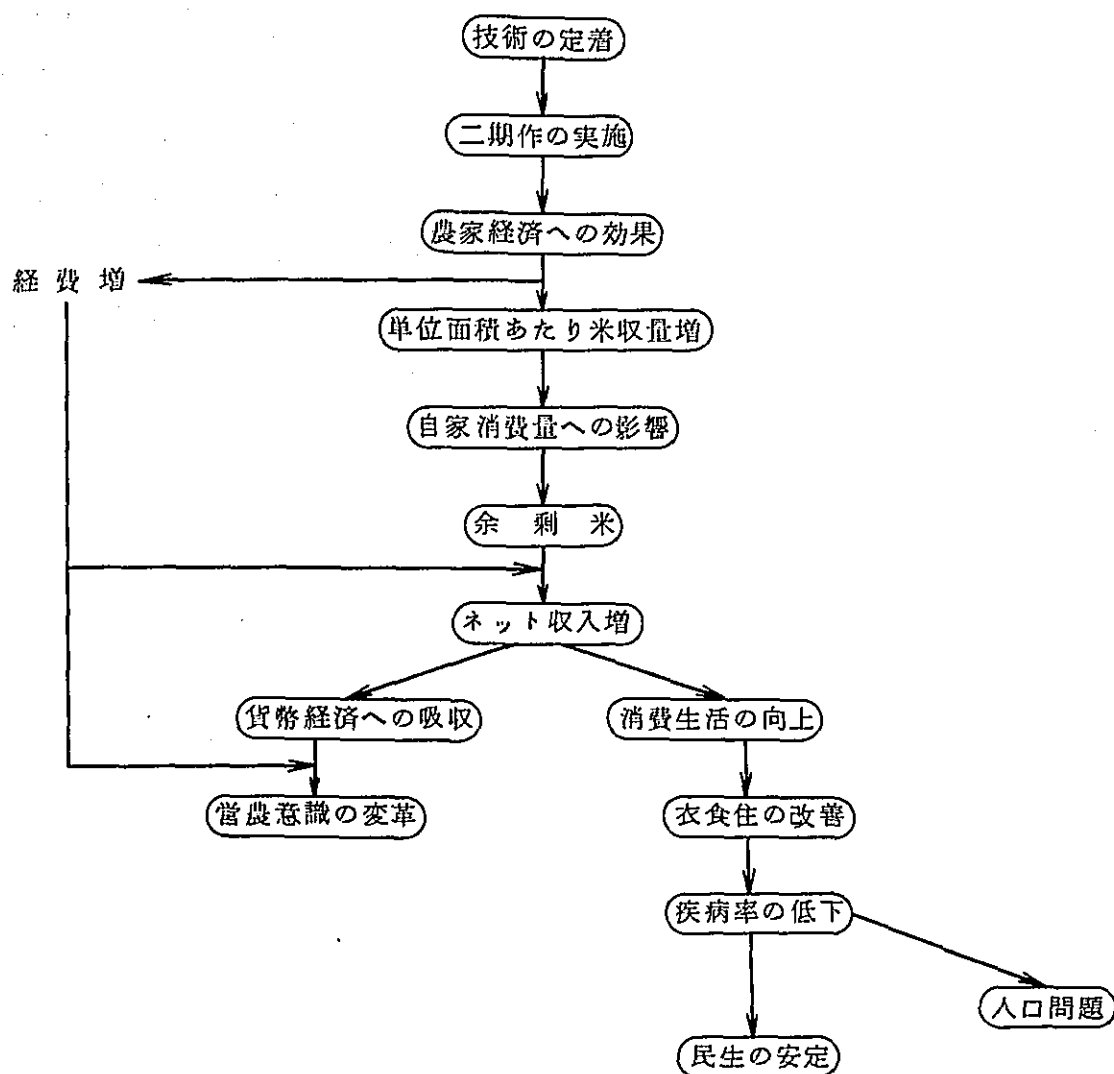 技術の定着
二期作の実施
農家経済への効果
経費増
単位面積あたり米収量増
自家消費量への影響
余剰米
ネット収入増
貨幣経済への吸収
消費生活の向上
営農意識の変革
衣食住の改善
疾病率の低下
人口問題
民生の安定